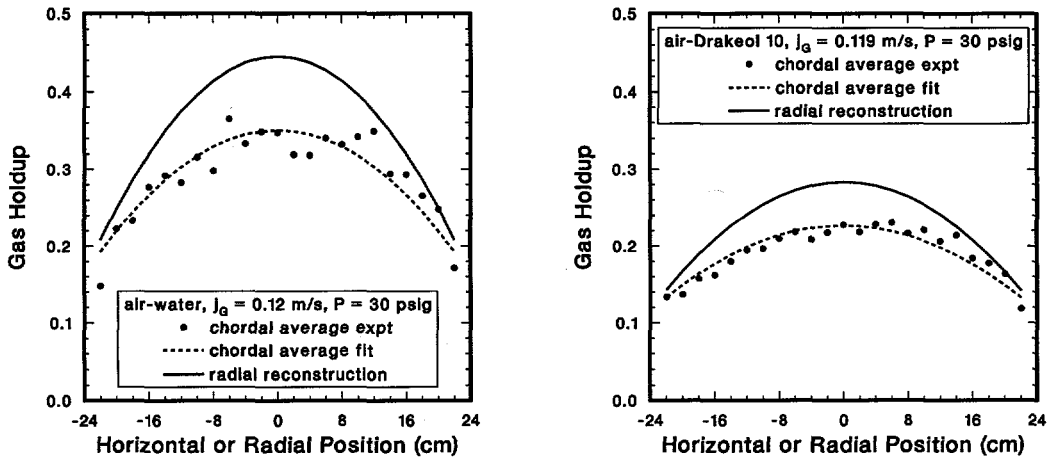 0.5
0.4
0.3
0.2
0.1
0.0
Gas Holdup
air-water, jG = 0.12 m/s, P = 30 psig
chordal average expt
chordal average fit
radial reconstruction
-24 -16 -8 0 8 16 24
Horizontal or Radial Position (cm)
0.5
0.4
0.3
0.2
0.1
0.0
Gas Holdup
air-Drakeol 10, jG = 0.119 m/s, P = 30 psig
chordal average expt
chordal average fit
radial reconstruction
-24 -16 -8 0 8 16 24
Horizontal or Radial Position (cm)